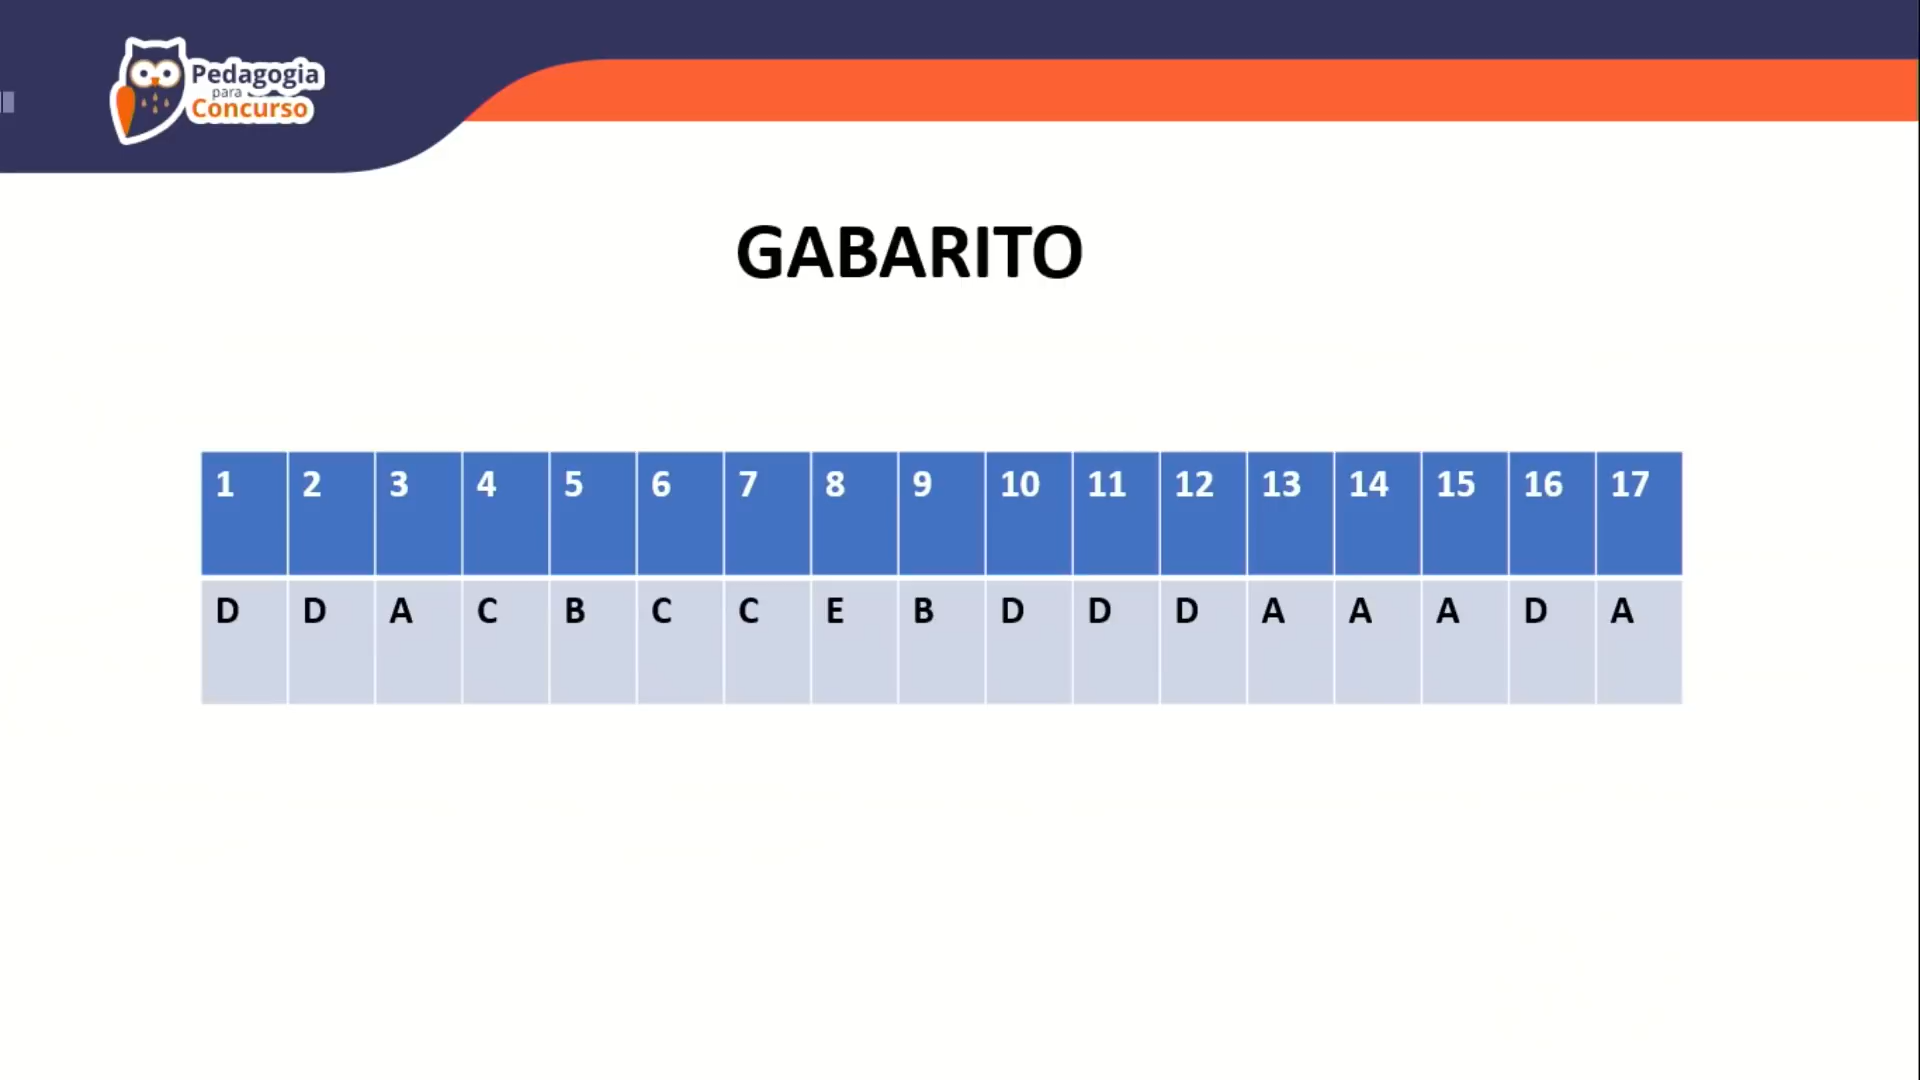 Pedagogia
para
Concurso
GABARITO
1 2 3 4 5 6 7 8 9 10 11 12 13 14 15 16 17
D D A C B C C E B D D D A A A D A